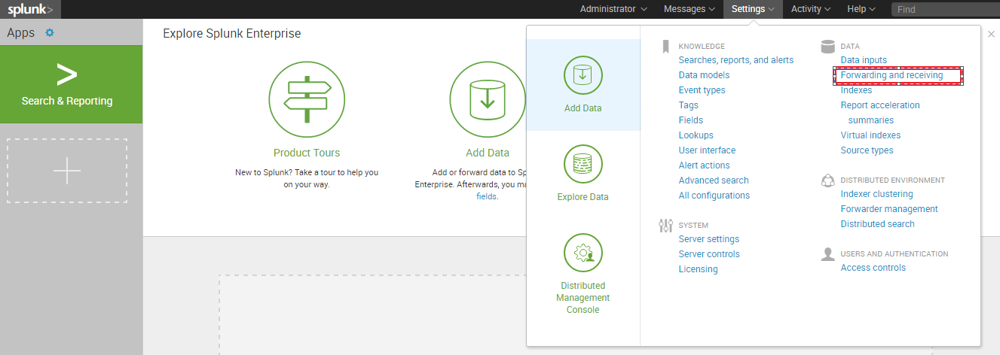 splunk>
Administrator
Messages
Settings
Activity
Help
Find
Apps
>
Search & Reporting
Explore Splunk Enterprise
Product Tours
New to Splunk? Take a tour to help you
on your way.
Add Data
Add or forward data to Sp
Enterprise. Afterwards, you ma
fields.
Add Data
Explore Data
Distributed
Management
Console
KNOWLEDGE
Searches, reports, and alerts
Data models
Event types
Tags
Fields
Lookups
User interface
Alert actions
Advanced search
All configurations
SYSTEM
Server settings
Server controls
Licensing
DATA
Data inputs
Forwarding and receiving
Indexes
Report acceleration
summaries
Virtual indexes
Source types
DISTRIBUTED ENVIRONMENT
Indexer clustering
Forwarder management
Distributed search
USERS AND AUTHENTICATION
Access controls